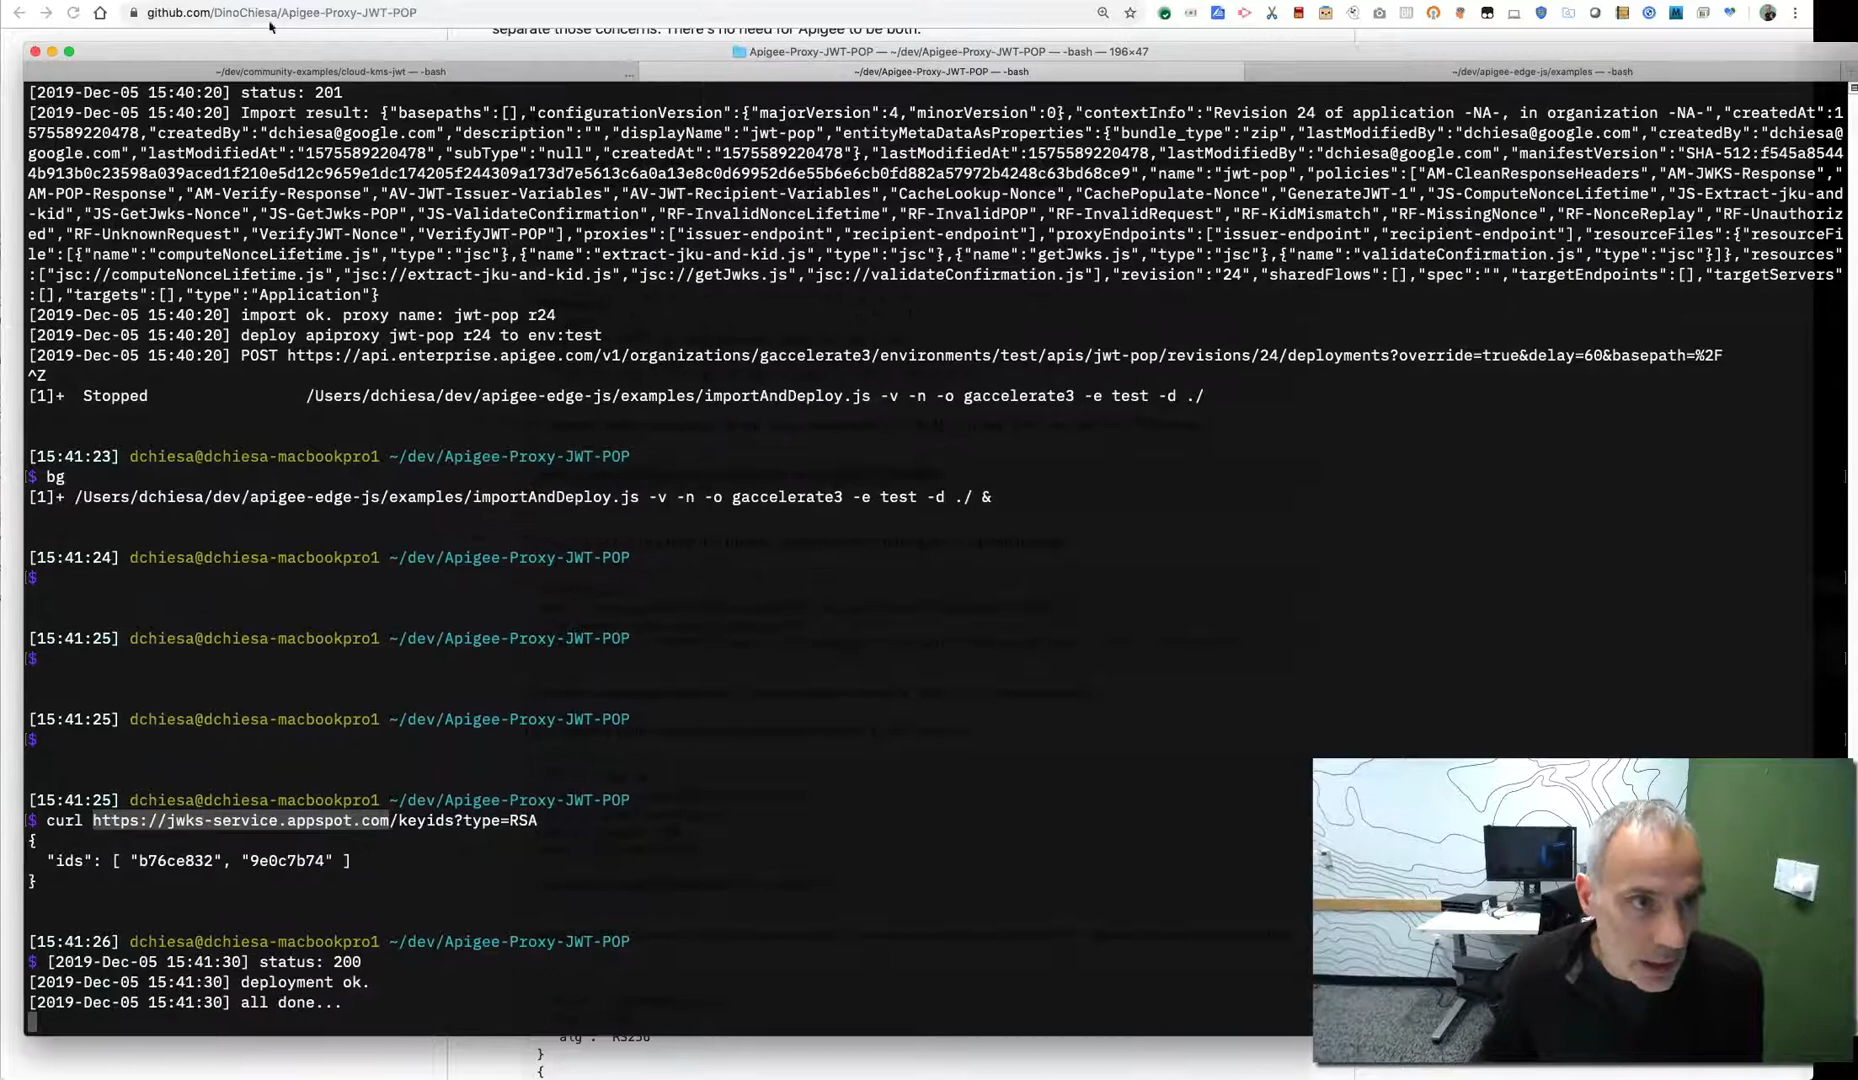 github.com/DinoChiesa/Apigee-Proxy-JWT-POP
separate those concerns. There's no need for Apigee to be both.
Apigee-Proxy-JWT-POP — ~/dev/Apigee-Proxy-JWT-POP — -bash — 196×47
~/dev/community-examples/cloud-kms-jwt — -bash
...
~/dev/Apigee-Proxy-JWT-POP — -bash
~/dev/apigee-edge-js/examples — -bash
[2019-Dec-05 15:40:20] status: 201
[2019-Dec-05 15:40:20] Import result: {"basepaths":[],"configurationVersion":{"majorVersion":4,"minorVersion":0},"contextInfo":"Revision 24 of application -NA-, in organization -NA-","createdAt":1
575589220478,"createdBy":"dchiesa@google.com","description":"","displayName":"jwt-pop","entityMetaDataAsProperties":{"bundle_type":"zip","lastModifiedBy":"dchiesa@google.com","createdBy":"dchiesa@
google.com","lastModifiedAt":"1575589220478","subType":"null","createdAt":"1575589220478"},"lastModifiedAt":1575589220478,"lastModifiedBy":"dchiesa@google.com","manifestVersion":"SHA-512:f545a8544
4b913b0c23598a039aced1f210e5d12c9659e1dc174205f244309a173d7e5613c6a0a13e8c0d69952d6e55b6e6cb0fd882a57972b4248c63bd68ce9","name":"jwt-pop","policies":["AM-CleanResponseHeaders","AM-JWKS-Response","
AM-POP-Response","AM-Verify-Response","AV-JWT-Issuer-Variables","AV-JWT-Recipient-Variables","CacheLookup-Nonce","CachePopulate-Nonce","GenerateJWT-1","JS-ComputeNonceLifetime","JS-Extract-jku-and
-kid","JS-GetJwks-Nonce","JS-GetJwks-POP","JS-ValidateConfirmation","RF-InvalidNonceLifetime","RF-InvalidPOP","RF-InvalidRequest","RF-KidMismatch","RF-MissingNonce","RF-NonceReplay","RF-Unauthoriz
ed","RF-UnknownRequest","VerifyJWT-Nonce","VerifyJWT-POP"],"proxies":["issuer-endpoint","recipient-endpoint"],"proxyEndpoints":["issuer-endpoint","recipient-endpoint"],"resourceFiles":{"resourceFi
le":[{"name":"computeNonceLifetime.js","type":"jsc"},{"name":"extract-jku-and-kid.js","type":"jsc"},{"name":"getJwks.js","type":"jsc"},{"name":"validateConfirmation.js","type":"jsc"}]},"resources"
:["jsc://computeNonceLifetime.js","jsc://extract-jku-and-kid.js","jsc://getJwks.js","jsc://validateConfirmation.js"],"revision":"24","sharedFlows":[],"spec":"","targetEndpoints":[],"targetServers"
:[],"targets":[],"type":"Application"}
[2019-Dec-05 15:40:20] import ok. proxy name: jwt-pop r24
[2019-Dec-05 15:40:20] deploy apiproxy jwt-pop r24 to env:test
[2019-Dec-05 15:40:20] POST https://api.enterprise.apigee.com/v1/organizations/gaccelerate3/environments/test/apis/jwt-pop/revisions/24/deployments?override=true&delay=60&basepath=%2F
^Z
[1]+  Stopped                 /Users/dchiesa/dev/apigee-edge-js/examples/importAndDeploy.js -v -n -o gaccelerate3 -e test -d ./
[15:41:23] dchiesa@dchiesa-macbookpro1 ~/dev/Apigee-Proxy-JWT-POP
$ bg
[1]+ /Users/dchiesa/dev/apigee-edge-js/examples/importAndDeploy.js -v -n -o gaccelerate3 -e test -d ./ &
[15:41:24] dchiesa@dchiesa-macbookpro1 ~/dev/Apigee-Proxy-JWT-POP
$
[15:41:25] dchiesa@dchiesa-macbookpro1 ~/dev/Apigee-Proxy-JWT-POP
$
[15:41:25] dchiesa@dchiesa-macbookpro1 ~/dev/Apigee-Proxy-JWT-POP
$
[15:41:25] dchiesa@dchiesa-macbookpro1 ~/dev/Apigee-Proxy-JWT-POP
$ curl https://jwks-service.appspot.com/keyids?type=RSA
{
"ids": [ "b76ce832", "9e0c7b74" ]
}
[15:41:26] dchiesa@dchiesa-macbookpro1 ~/dev/Apigee-Proxy-JWT-POP
$ [2019-Dec-05 15:41:30] status: 200
[2019-Dec-05 15:41:30] deployment ok.
[2019-Dec-05 15:41:30] all done...
"alg": "RS256"
}
{